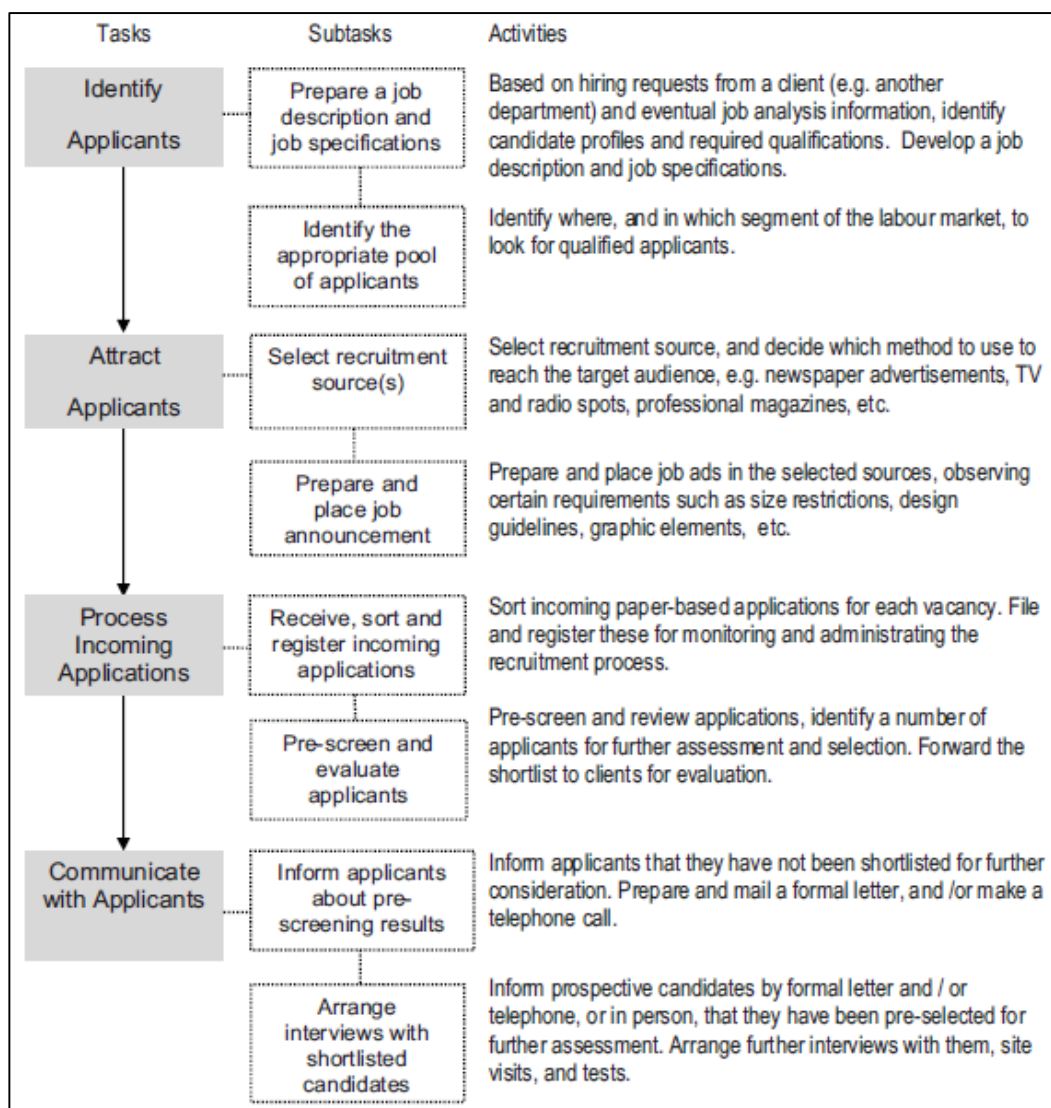 Tasks
Subtasks
Activities
Identify
Applicants
Prepare a job
description and
job specifications
Based on hiring requests from a client (e.g. another
department) and eventual job analysis information, identify
candidate profiles and required qualifications.  Develop a job
description and job specifications.
Identify the
appropriate pool
of applicants
Identify where, and in which segment of the labour market, to
look for qualified applicants.
Attract
Applicants
Select recruitment
source(s)
Select recruitment source, and decide which method to use to
reach the target audience, e.g. newspaper advertisements, TV
and radio spots, professional magazines, etc.
Prepare and
place job
announcement
Prepare and place job ads in the selected sources, observing
certain requirements such as size restrictions, design
guidelines, graphic elements,  etc.
Process
Incoming
Applications
Receive, sort and
register incoming
applications
Sort incoming paper-based applications for each vacancy. File
and register these for monitoring and administrating the
recruitment process.
Pre-screen and
evaluate
applicants
Pre-screen and review applications, identify a number of
applicants for further assessment and selection. Forward the
shortlist to clients for evaluation.
Communicate
with Applicants
Inform applicants
about pre-
screening results
Inform applicants that they have not been shortlisted for further
consideration. Prepare and mail a formal letter, and /or make a
telephone call.
Arrange
interviews with
shortlisted
candidates
Inform prospective candidates by formal letter and / or
telephone, or in person, that they have been pre-selected for
further assessment. Arrange further interviews with them, site
visits, and tests.